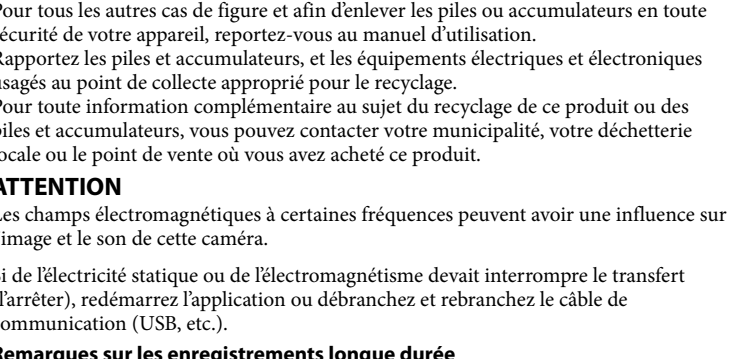 Pour tous les autres cas de figure et afin d'enlever les piles ou accumulateurs en toute
sécurité de votre appareil, reportez-vous au manuel d'utilisation.
Rapportez les piles et accumulateurs, et les équipements électriques et électroniques
usagés au point de collecte approprié pour le recyclage.
Pour toute information complémentaire au sujet du recyclage de ce produit ou des
piles et accumulateurs, vous pouvez contacter votre municipalité, votre déchetterie
locale ou le point de vente où vous avez acheté ce produit.
ATTENTION
Les champs électromagnétiques à certaines fréquences peuvent avoir une influence sur
l'image et le son de cette caméra.
Si de l'électricité statique ou de l'électromagnétisme devait interrompre le transfert
(l'arrêter), redémarrez l'application ou débranchez et rebranchez le câble de
communication (USB, etc.).
Remarques sur les enregistrements longue durée